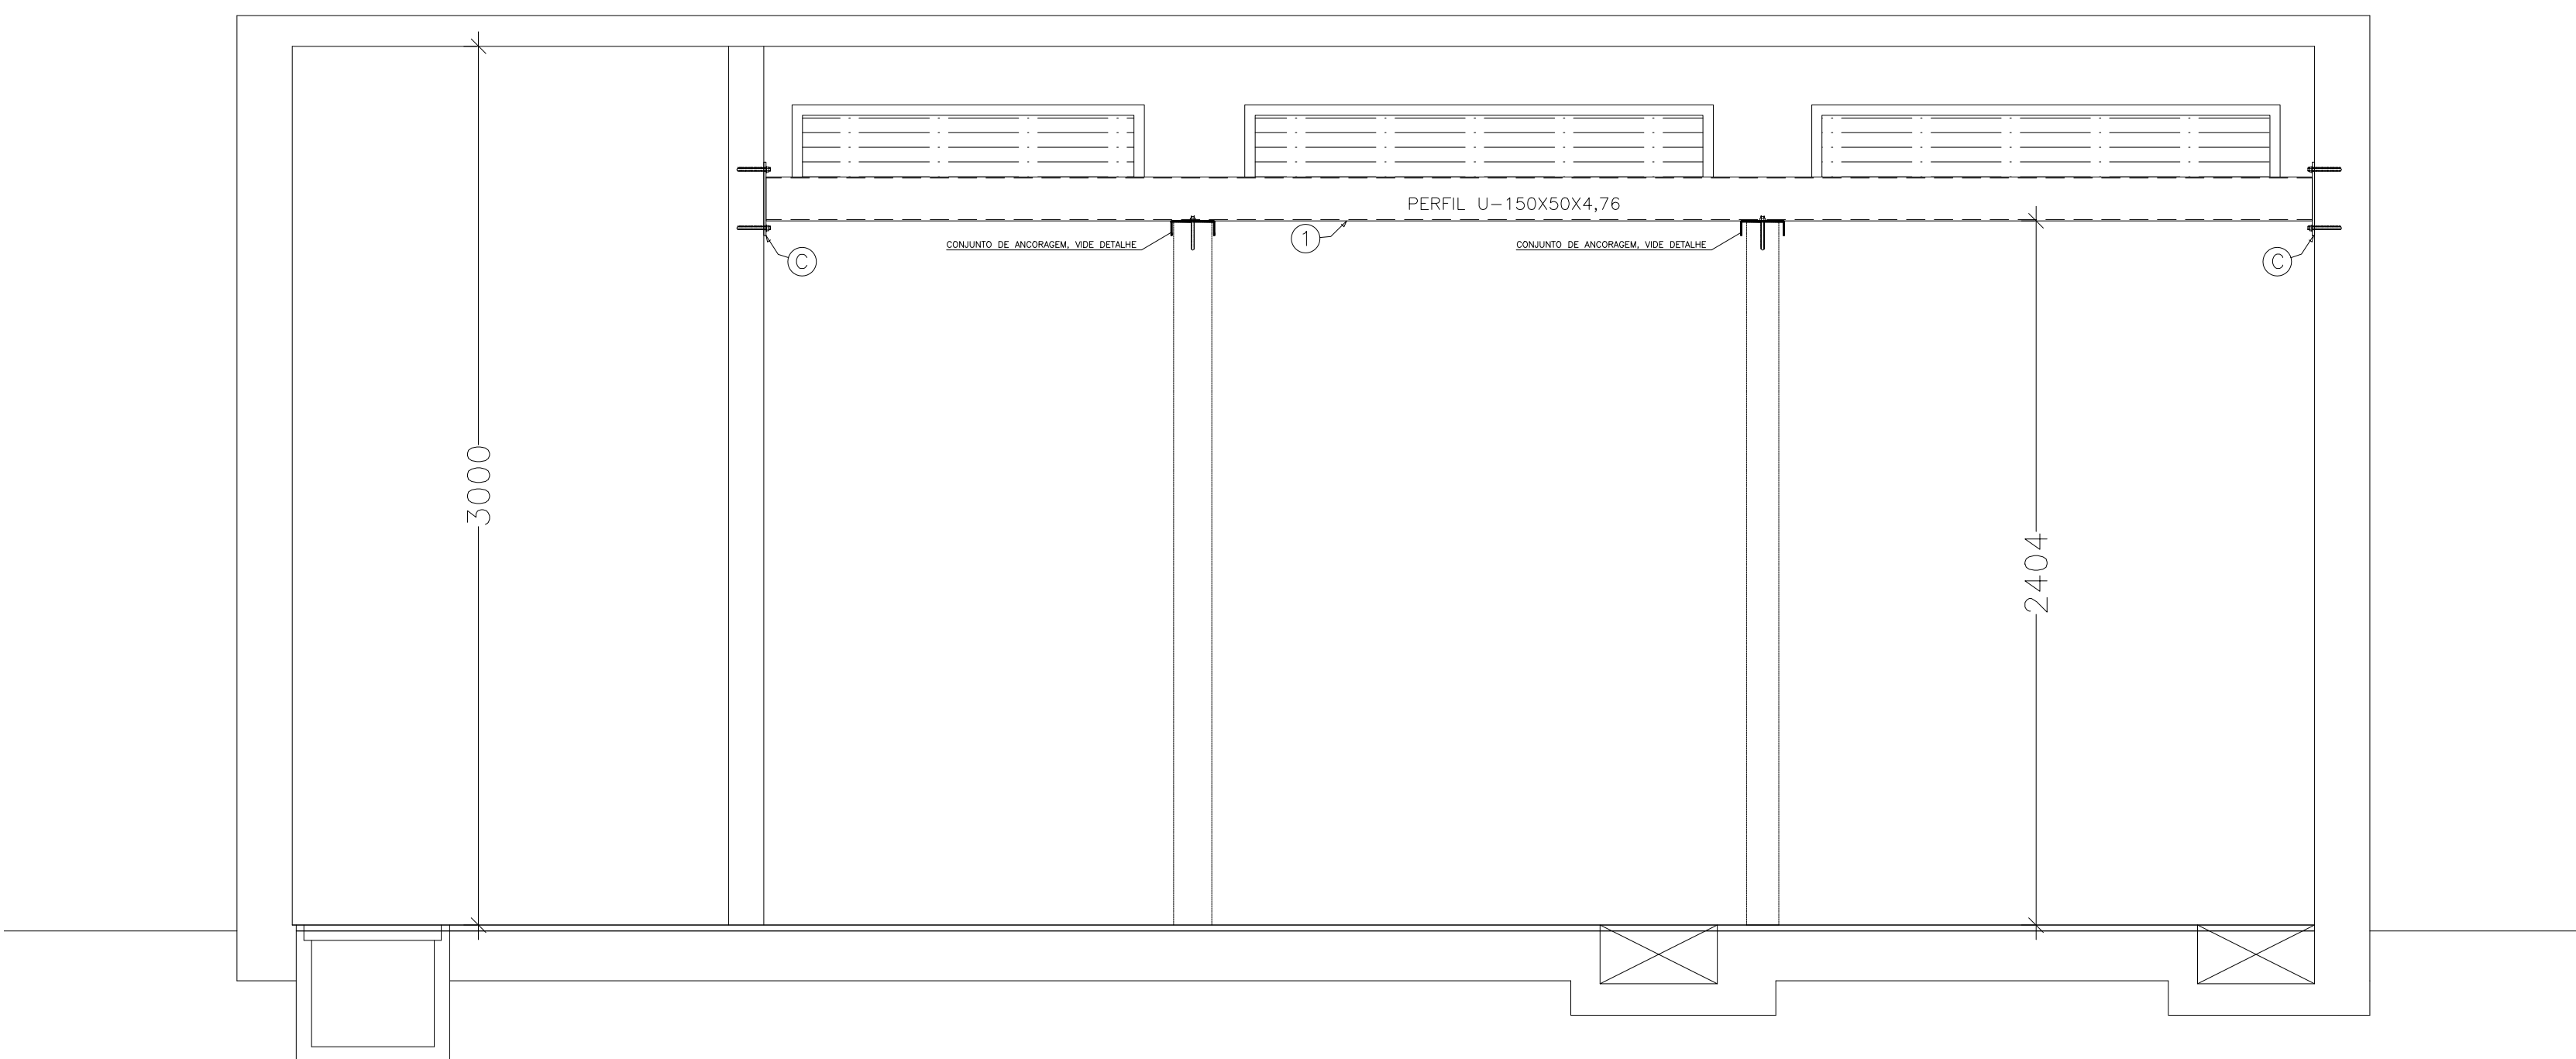 PERFIL U-150X50X4,76
CONJUNTO DE ANCORAGEM, VIDE DETALHE
1
CONJUNTO DE ANCORAGEM, VIDE DETALHE
C
C
3000
2404